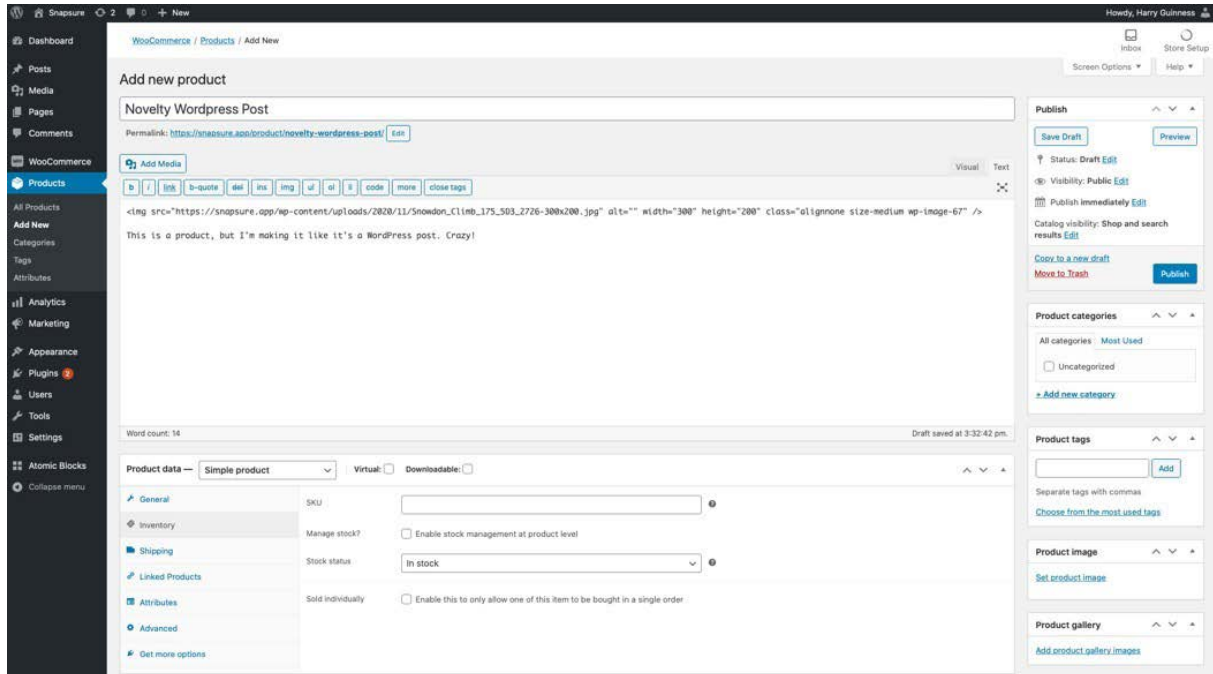 Snapsure 2 0 + New Howdy, Harry Guinness
Dashboard
Posts
Media
Pages
Comments
WooCommerce
Products
All Products
Add New
Categories
Tags
Attributes
Analytics
Marketing
Appearance
Plugins 2
Users
Tools
Settings
Atomic Blocks
Collapse menu
WooCommerce / Products / Add New
Inbox Store Setup
Screen Options ▼ Help ▼
Add new product
Novelty Wordpress Post
Permalink: https://snapsure.app/product/novelty-wordpress-post/ Edit
Add Media
Visual Text
b i link b-quote del ins img ul ol li code more close tags
<img src="https://snapsure.app/wp-content/uploads/2020/11/Snowdon_Climb_175_5D3_2726-300x200.jpg" alt="" width="300" height="200" class="alignnone size-medium wp-image-67" />
This is a product, but I'm making it like it's a WordPress post. Crazy!
Word count: 14 Draft saved at 3:32:42 pm.
Product data — Simple product Virtual: Downloadable:
General
Inventory
Shipping
Linked Products
Attributes
Advanced
Get more options
SKU
Manage stock? Enable stock management at product level
Stock status In stock
Sold individually Enable this to only allow one of this item to be bought in a single order
Publish
Save Draft Preview
Status: Draft Edit
Visibility: Public Edit
Publish immediately Edit
Catalog visibility: Shop and search
results Edit
Copy to a new draft
Move to Trash Publish
Product categories
All categories Most Used
Uncategorized
+ Add new category
Product tags
Add
Separate tags with commas
Choose from the most used tags
Product image
Set product image
Product gallery
Add product gallery images